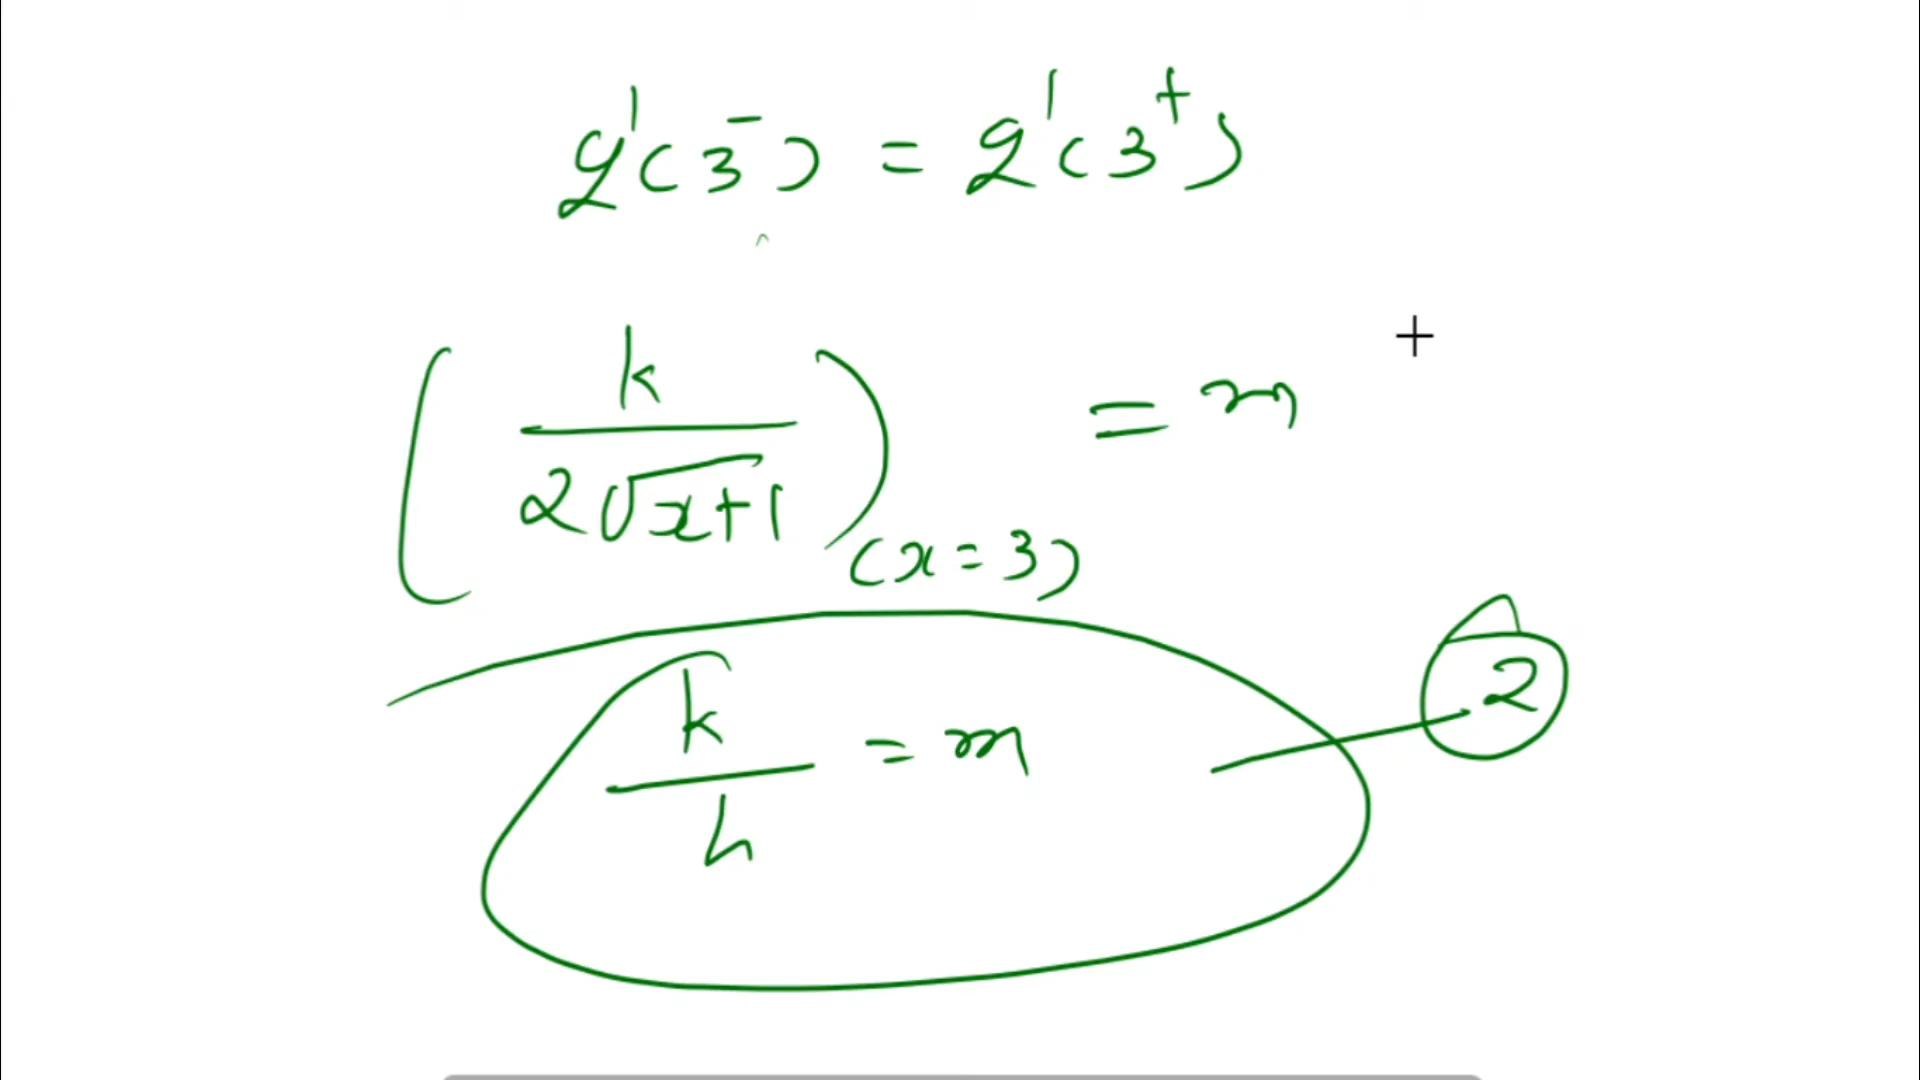 g'(3⁻) = g'(3⁺)
(k / 2√x+1)(x=3) = m
k/4 = m — 2